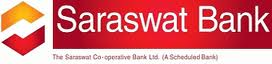 Saraswat Bank
The Saraswat Co-operative Bank Ltd. (A Scheduled Bank)